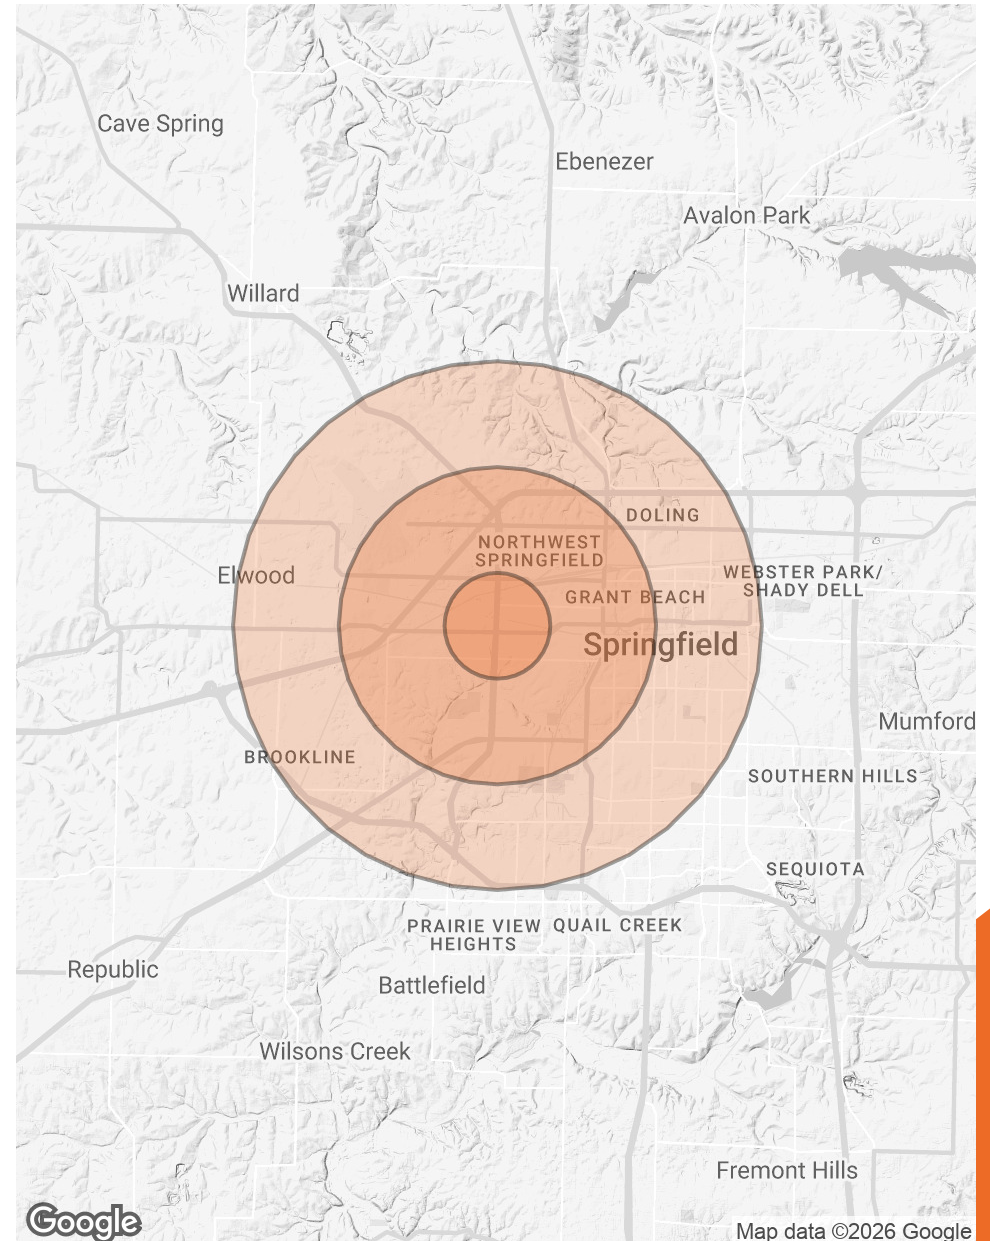 Cave Spring
Ebenezer
Avalon Park
Willard
DOLING
NORTHWEST
SPRINGFIELD
Elwood
WEBSTER PARK/
SHADY DELL
GRANT BEACH
Springfield
Mumford
BROOKLINE
SOUTHERN HILLS
SEQUIOTA
PRAIRIE VIEW
HEIGHTS
QUAIL CREEK
Republic
Battlefield
Wilsons Creek
Fremont Hills
Google
Map data ©2026 Google